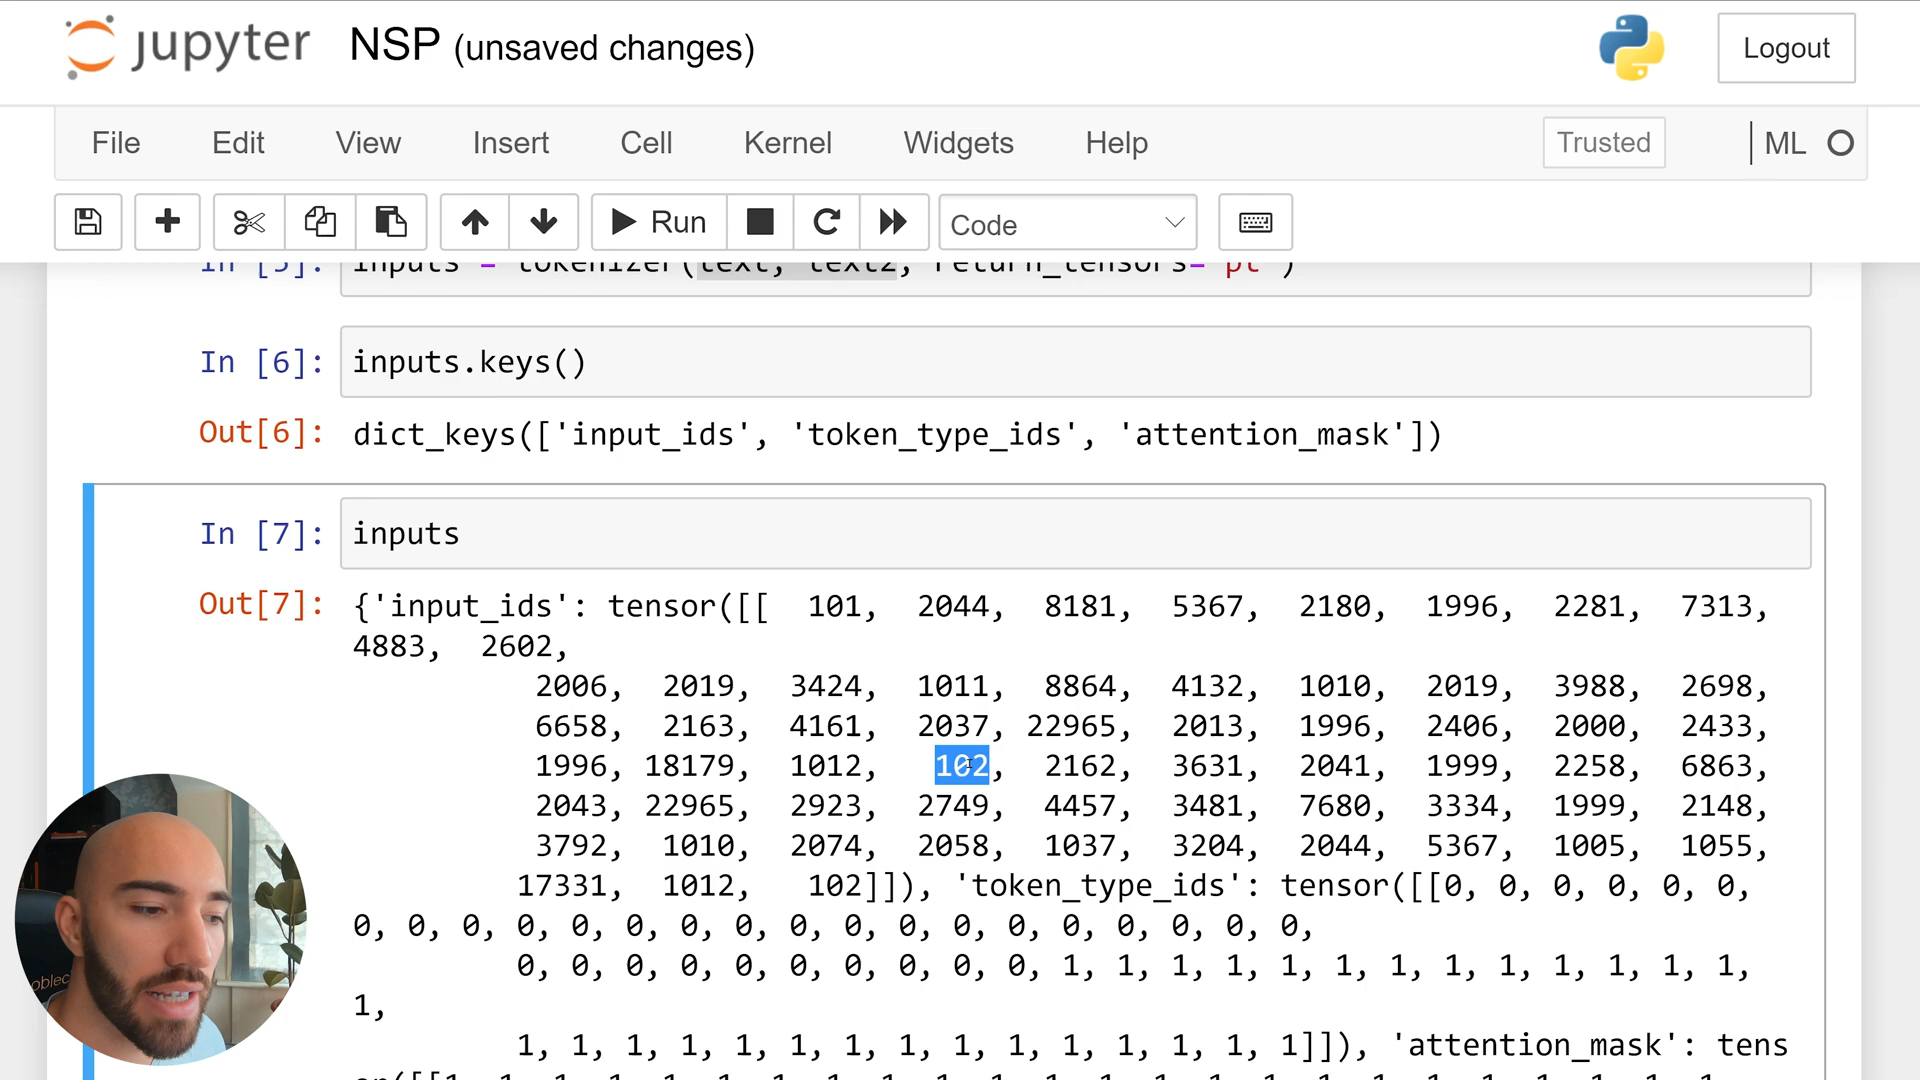 jupyter NSP (unsaved changes) Logout
File Edit View Insert Cell Kernel Widgets Help Trusted ML
Run Code
In [5]: inputs = tokenizer(text, text2, return_tensors='pt')
In [6]: inputs.keys()
Out[6]: dict_keys(['input_ids', 'token_type_ids', 'attention_mask'])
In [7]: inputs
Out[7]: {'input_ids': tensor([[ 101, 2044, 8181, 5367, 2180, 1996, 2281, 7313,
4883, 2602,
2006, 2019, 3424, 1011, 8864, 4132, 1010, 2019, 3988, 2698,
6658, 2163, 4161, 2037, 22965, 2013, 1996, 2406, 2000, 2433,
1996, 18179, 1012, 102, 2162, 3631, 2041, 1999, 2258, 6863,
2043, 22965, 2923, 2749, 4457, 3481, 7680, 3334, 1999, 2148,
3792, 1010, 2074, 2058, 1037, 3204, 2044, 5367, 1005, 1055,
17331, 1012, 102]]), 'token_type_ids': tensor([[0, 0, 0, 0, 0, 0,
0, 0, 0, 0, 0, 0, 0, 0, 0, 0, 0, 0, 0, 0, 0, 0, 0, 0,
0, 0, 0, 0, 0, 0, 0, 0, 0, 0, 1, 1, 1, 1, 1, 1, 1, 1, 1, 1, 1, 1, 1,
1,
1, 1, 1, 1, 1, 1, 1, 1, 1, 1, 1, 1, 1, 1, 1]]), 'attention_mask': tens
or([[1, 1, 1, 1, 1, 1, 1, 1, 1, 1, 1, 1, 1, 1, 1, 1, 1, 1, 1, 1, 1, 1, 1, 1,